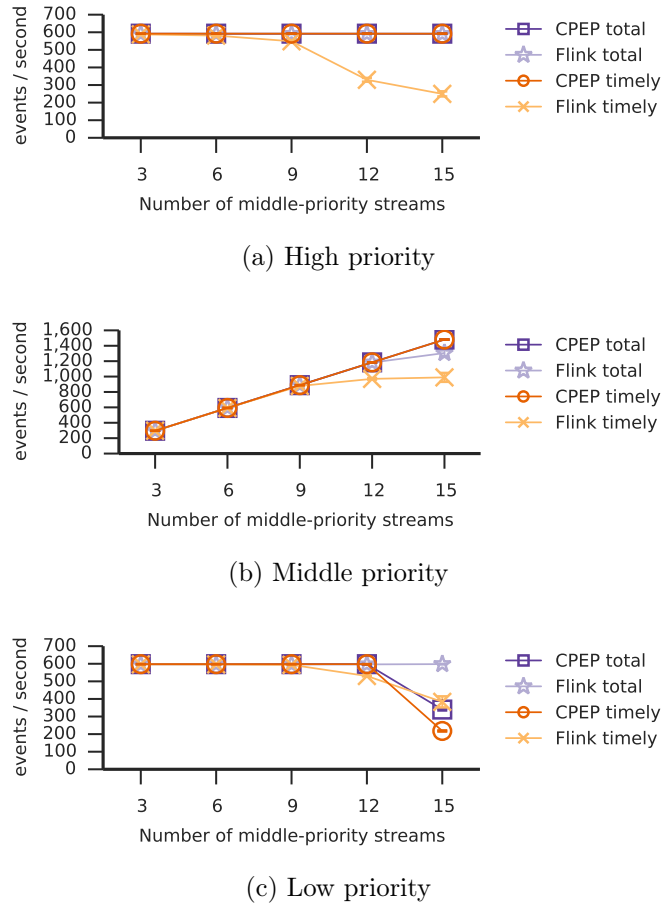 events / second
700
600
500
400
300
200
100
0
3 6 9 12 15
Number of middle-priority streams
CPEP total
Flink total
CPEP timely
Flink timely
(a) High priority
events / second
1,600
1,400
1,200
1,000
800
600
400
200
0
3 6 9 12 15
Number of middle-priority streams
CPEP total
Flink total
CPEP timely
Flink timely
(b) Middle priority
events / second
700
600
500
400
300
200
100
0
3 6 9 12 15
Number of middle-priority streams
CPEP total
Flink total
CPEP timely
Flink timely
(c) Low priority